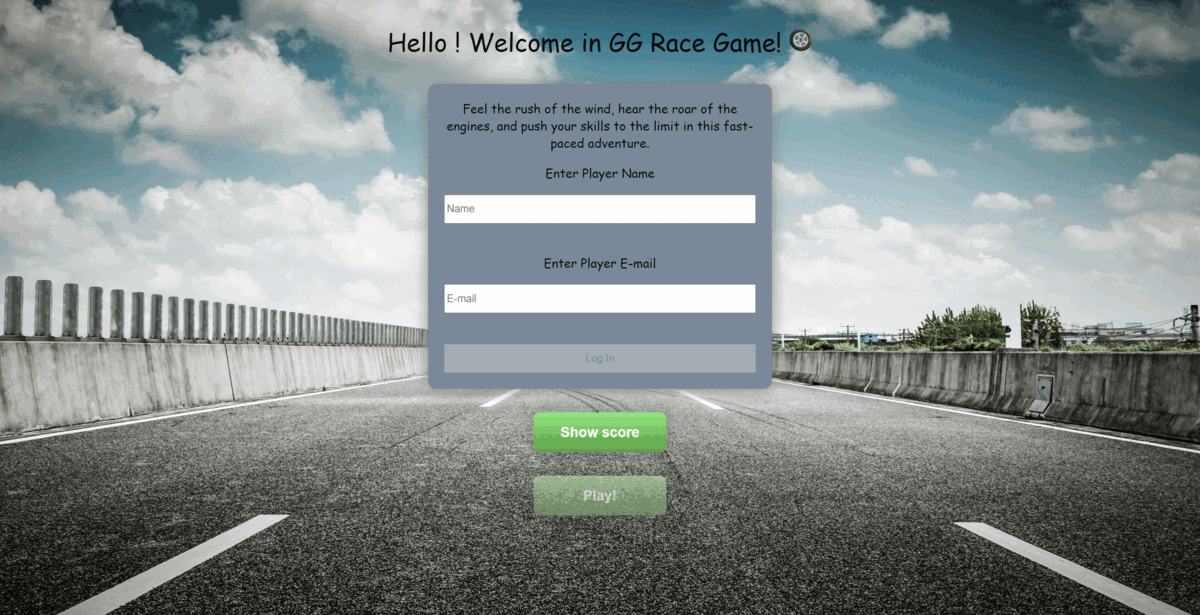 Hello ! Welcome in GG Race Game!
Feel the rush of the wind, hear the roar of the
engines, and push your skills to the limit in this fast-
paced adventure.
Enter Player Name
Name
Enter Player E-mail
E-mail
Log In
Show score
Play!